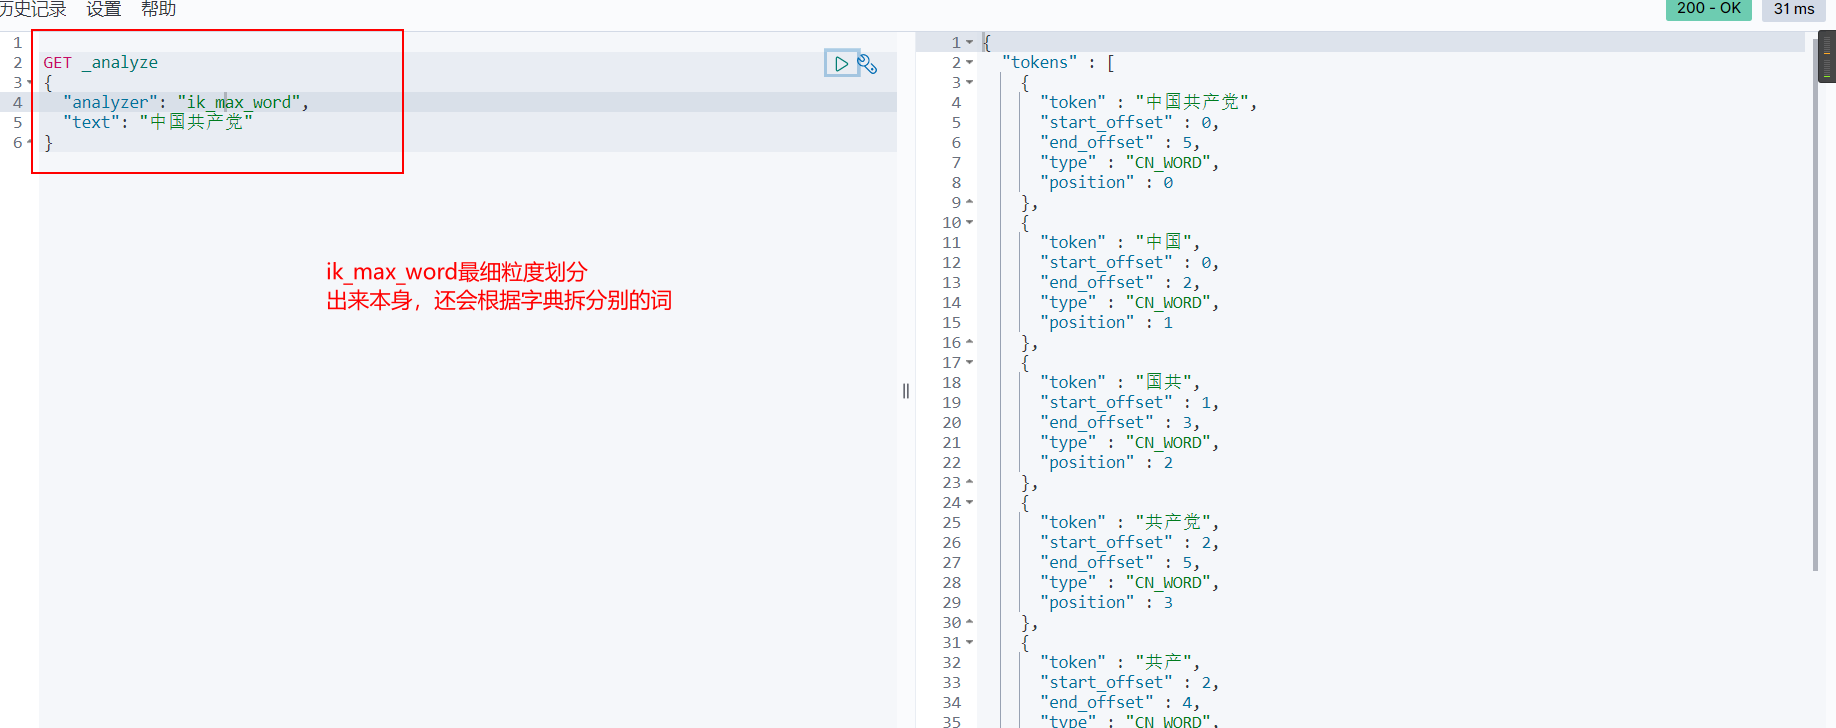 历史记录 设置 帮助
200 - OK 31 ms
1
2 GET _analyze
3 {
4 "analyzer": "ik_max_word",
5 "text": "中国共产党"
6 }
ik_max_word最细粒度划分
出来本身，还会根据字典拆分别的词
1 {
2 "tokens" : [
3 {
4 "token" : "中国共产党",
5 "start_offset" : 0,
6 "end_offset" : 5,
7 "type" : "CN_WORD",
8 "position" : 0
9 },
10 {
11 "token" : "中国",
12 "start_offset" : 0,
13 "end_offset" : 2,
14 "type" : "CN_WORD",
15 "position" : 1
16 },
17 {
18 "token" : "国共",
19 "start_offset" : 1,
20 "end_offset" : 3,
21 "type" : "CN_WORD",
22 "position" : 2
23 },
24 {
25 "token" : "共产党",
26 "start_offset" : 2,
27 "end_offset" : 5,
28 "type" : "CN_WORD",
29 "position" : 3
30 },
31 {
32 "token" : "共产",
33 "start_offset" : 2,
34 "end_offset" : 4,
35 "type" : "CN_WORD",